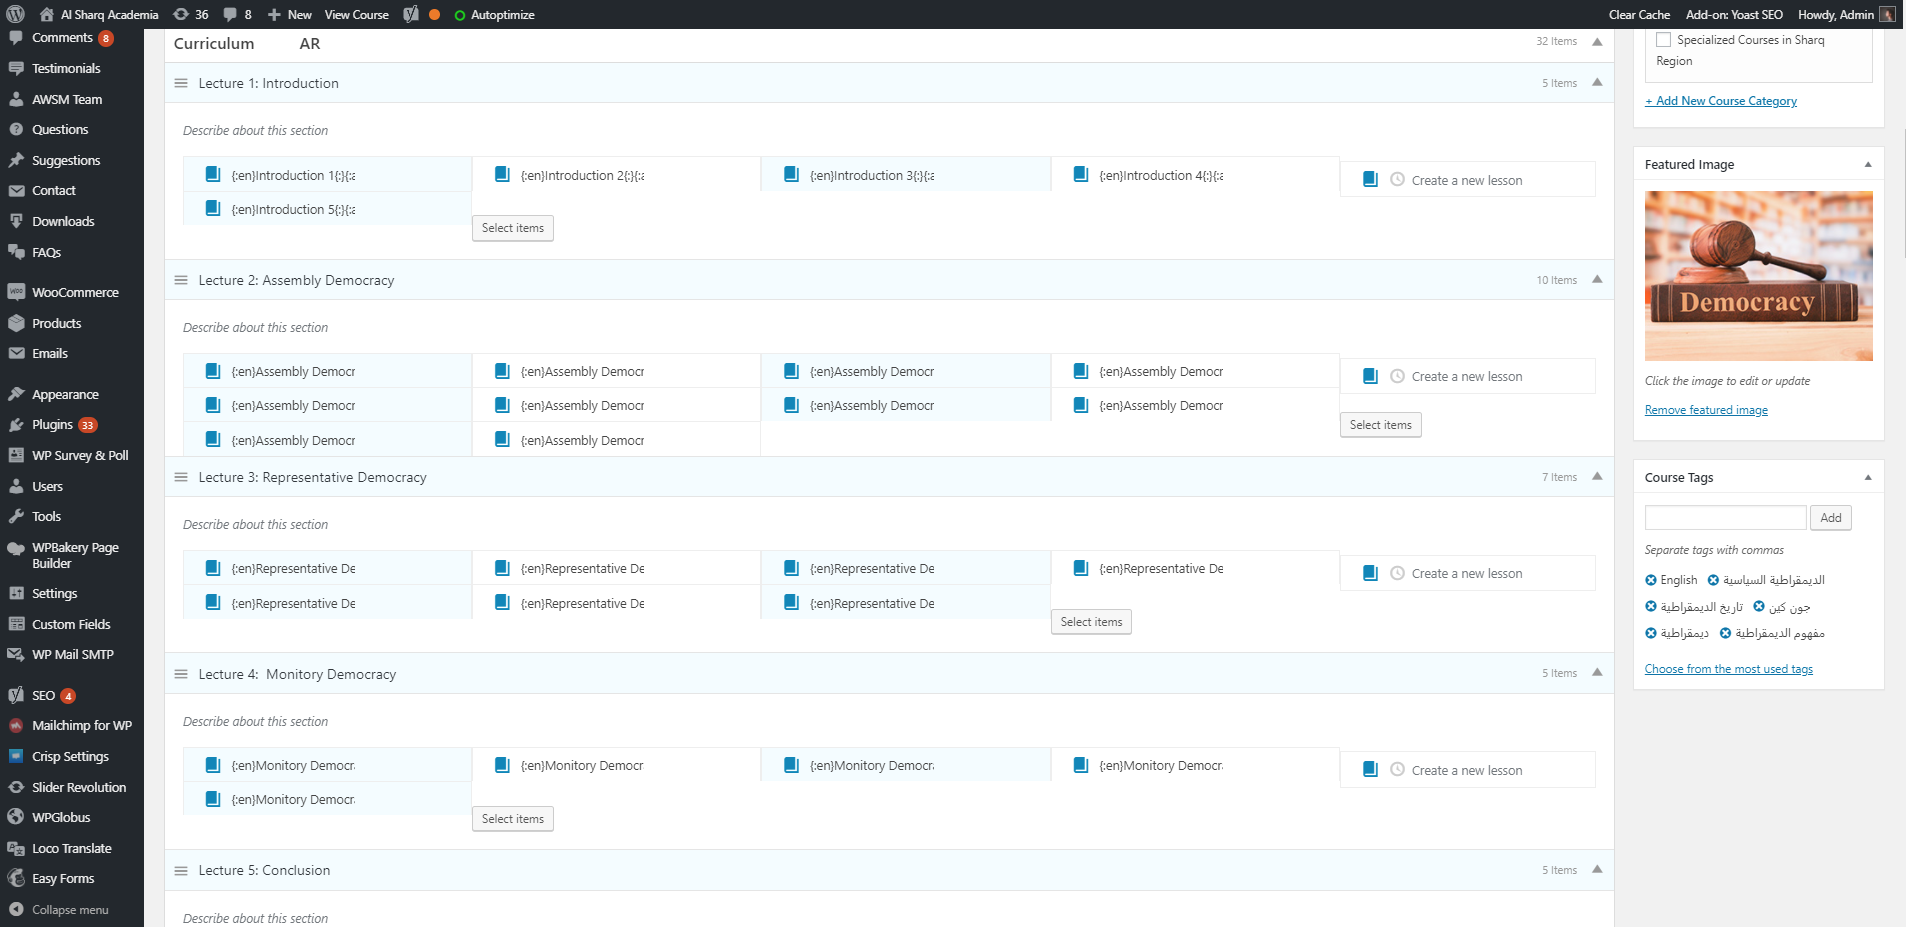 Al Sharq Academia 36 8 New View Course Autoptimize Clear Cache Add-on: Yoast SEO Howdy, Admin
Comments 8
Testimonials
AWSM Team
Questions
Suggestions
Contact
Downloads
FAQs
WooCommerce
Products
Emails
Appearance
Plugins 33
WP Survey & Poll
Users
Tools
WPBakery Page
Builder
Settings
Custom Fields
WP Mail SMTP
SEO 4
Mailchimp for WP
Crisp Settings
Slider Revolution
WPGlobus
Loco Translate
Easy Forms
Collapse menu
Curriculum AR 32 Items
Lecture 1: Introduction 5 Items
Describe about this section
{:en}Introduction 1{:}{:a {:en}Introduction 2{:}{:a {:en}Introduction 3{:}{:a {:en}Introduction 4{:}{:a Create a new lesson
{:en}Introduction 5{:}{:a
Select items
Lecture 2: Assembly Democracy 10 Items
Describe about this section
{:en}Assembly Democr {:en}Assembly Democr {:en}Assembly Democr {:en}Assembly Democr Create a new lesson
{:en}Assembly Democr {:en}Assembly Democr {:en}Assembly Democr {:en}Assembly Democr
Select items
{:en}Assembly Democr {:en}Assembly Democr
Lecture 3: Representative Democracy 7 Items
Describe about this section
{:en}Representative De {:en}Representative De {:en}Representative De {:en}Representative De Create a new lesson
{:en}Representative De {:en}Representative De {:en}Representative De
Select items
Lecture 4: Monitory Democracy 5 Items
Describe about this section
{:en}Monitory Democra {:en}Monitory Democr {:en}Monitory Democra {:en}Monitory Democra Create a new lesson
{:en}Monitory Democra
Select items
Lecture 5: Conclusion 5 Items
Describe about this section
Specialized Courses in Sharq
Region
+ Add New Course Category
Featured Image
Democracy
Click the image to edit or update
Remove featured image
Course Tags
Add
Separate tags with commas
English الديمقراطية السياسية
تاريخ الديمقراطية جون كين
ديمقراطية مفهوم الديمقراطية
Choose from the most used tags